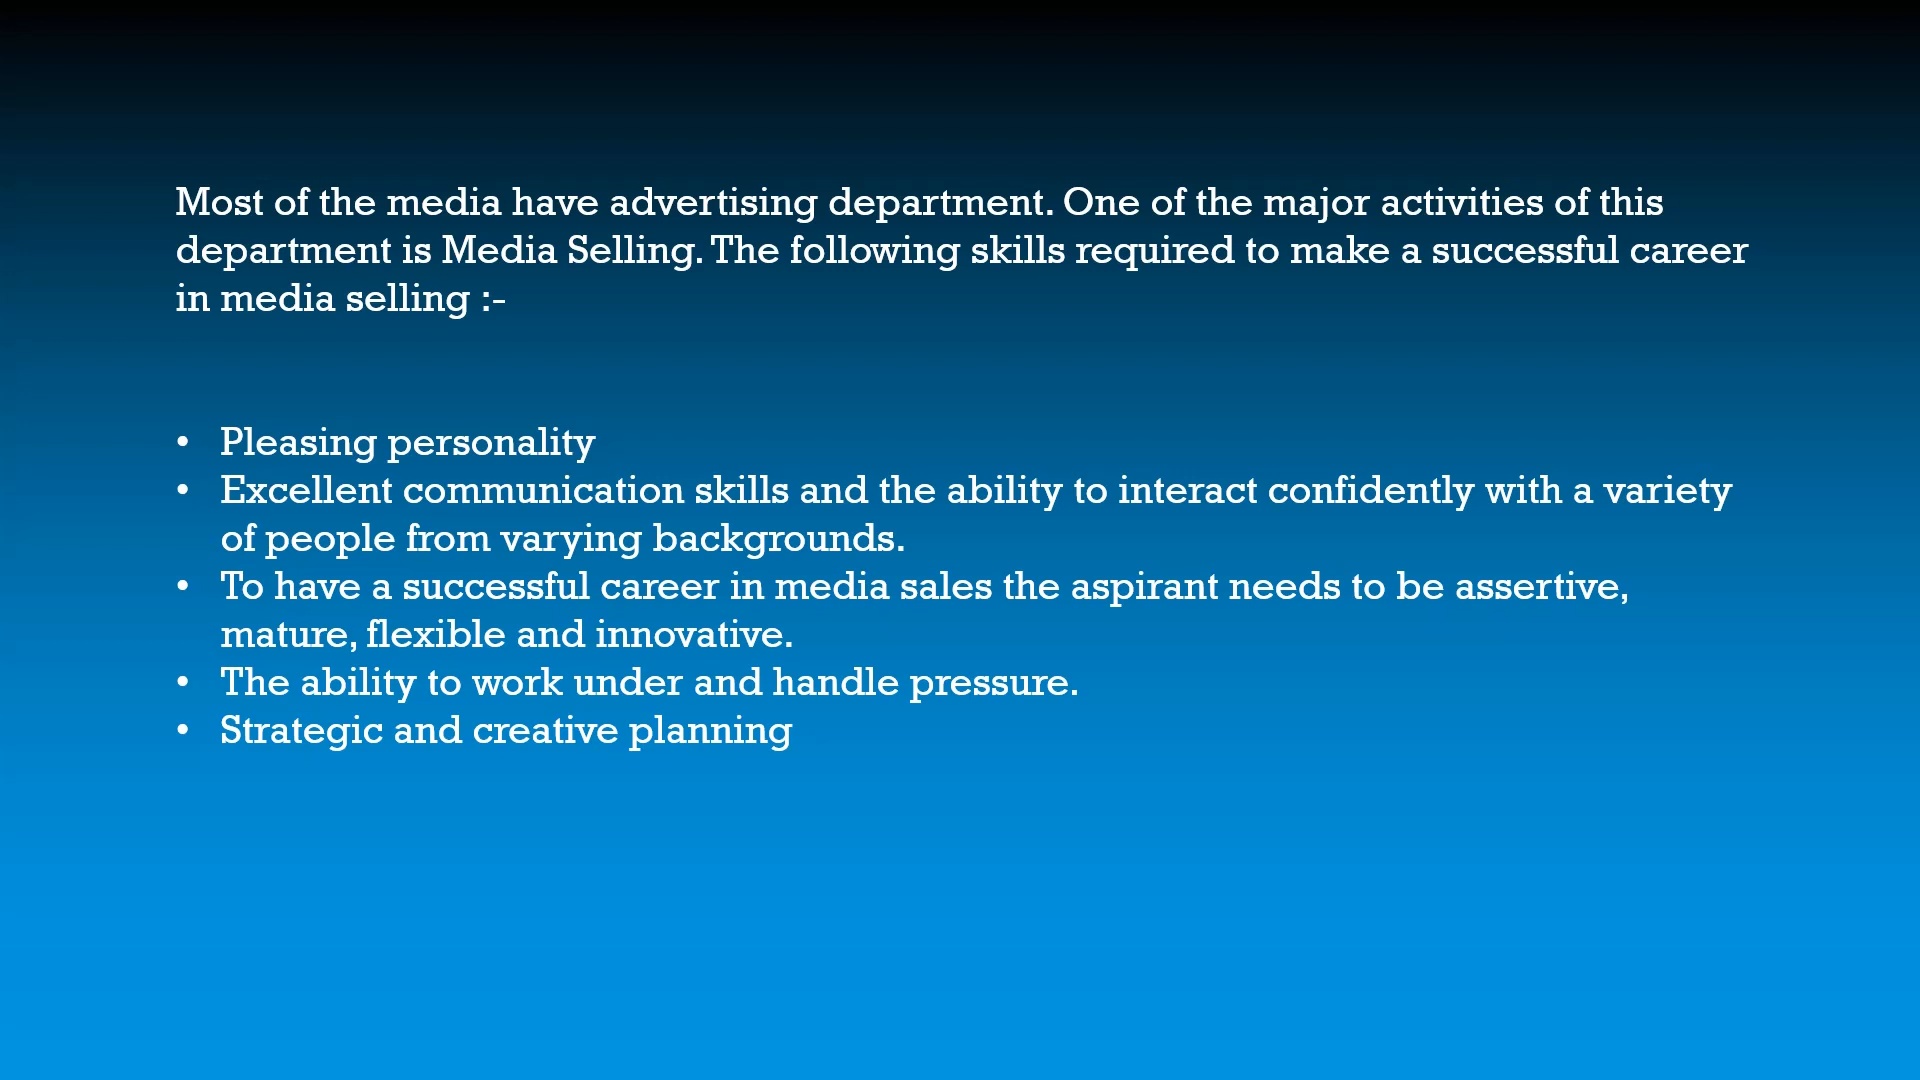 Most of the media have advertising department. One of the major activities of this
department is Media Selling. The following skills required to make a successful career
in media selling :-
• Pleasing personality
• Excellent communication skills and the ability to interact confidently with a variety
of people from varying backgrounds.
• To have a successful career in media sales the aspirant needs to be assertive,
mature, flexible and innovative.
• The ability to work under and handle pressure.
• Strategic and creative planning